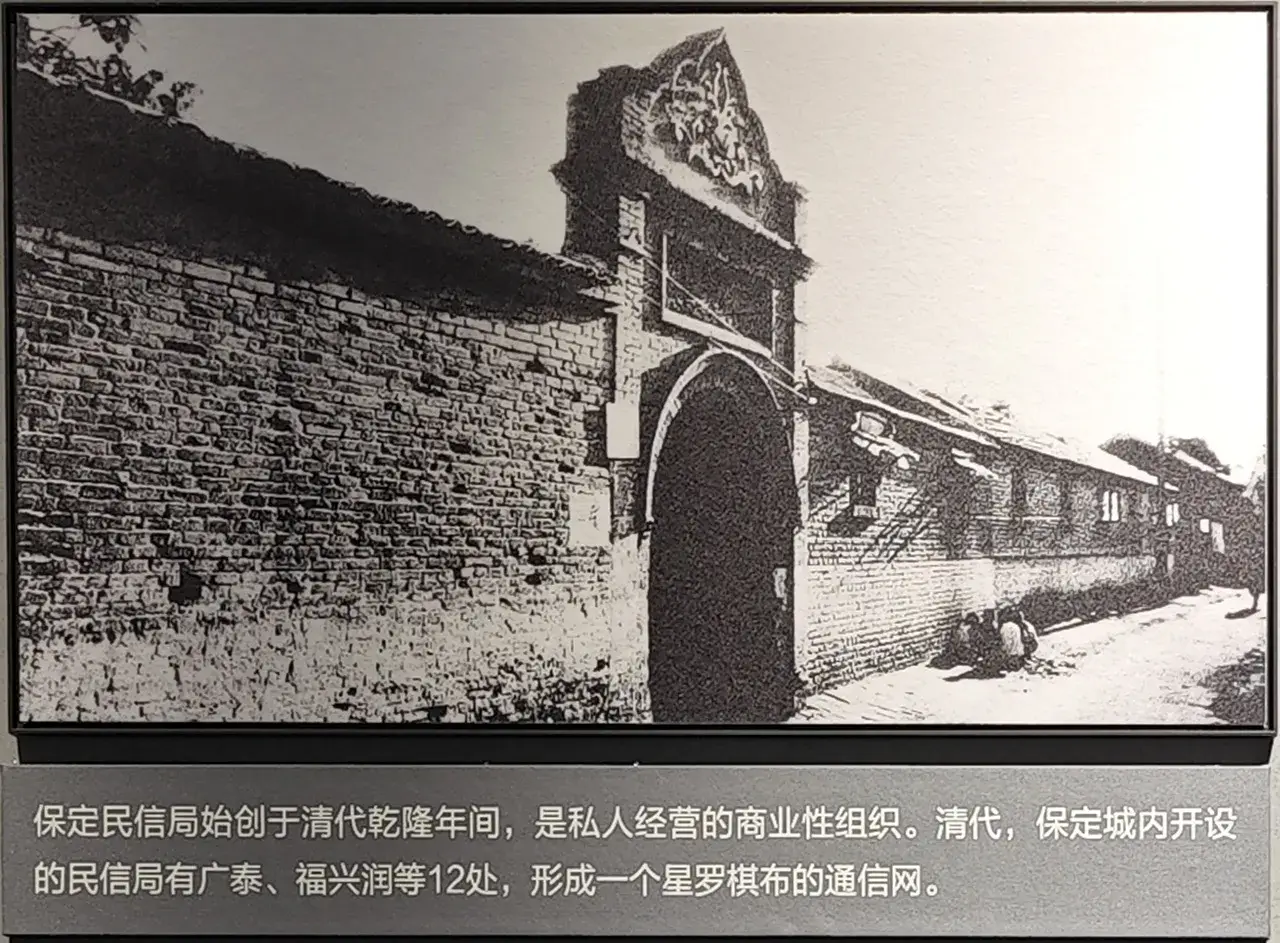 保定民信局始创于清代乾隆年间，是私人经营的商业性组织。清代，保定城内开设
的民信局有广泰、福兴润等12处，形成一个星罗棋布的通信网。